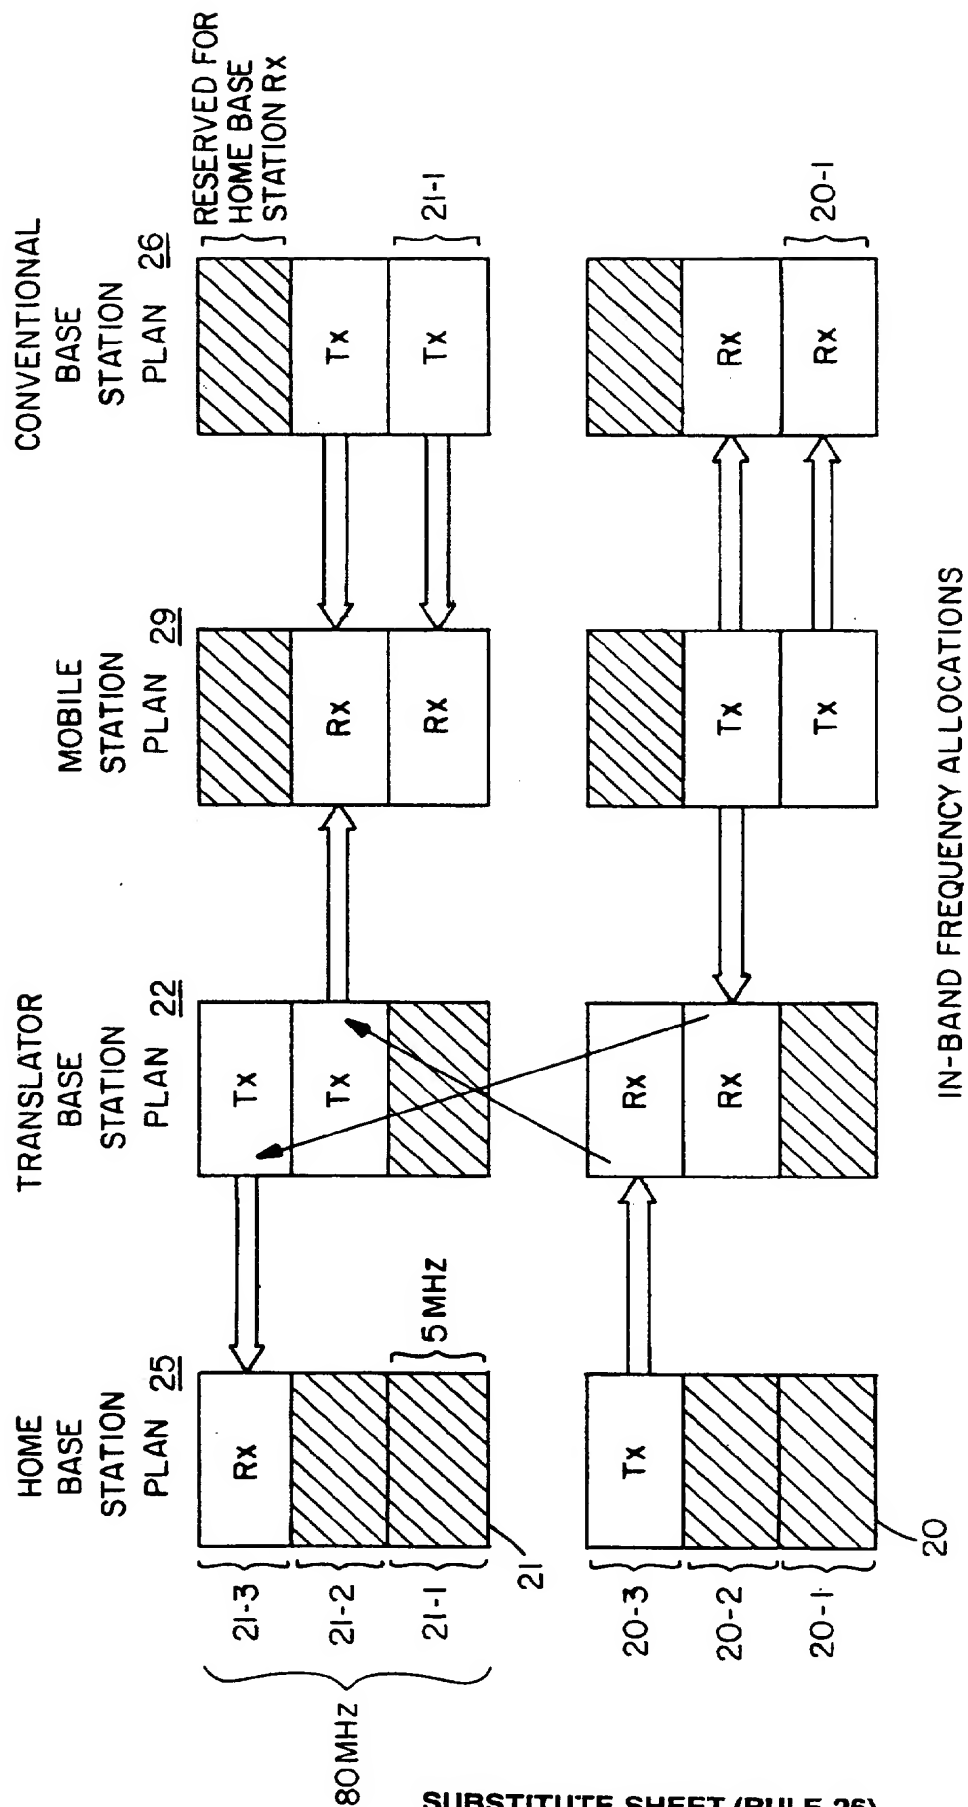 HOME
BASE
STATION
PLAN 25
TRANSLATOR
BASE
STATION
PLAN 22
MOBILE
STATION
PLAN 29
CONVENTIONAL
BASE
STATION
PLAN 26
RESERVED FOR
HOME BASE
STATION Rx
80MHZ
21-3
21-2
21-1
Rx
5MHZ
21
Tx
Tx
Rx
Rx
Tx
Tx
21-1
20-3
20-2
20-1
Tx
20
Rx
Rx
Tx
Tx
Rx
Rx
20-1
IN-BAND FREQUENCY ALLOCATIONS
SUBSTITUTE SHEET (RULE 26)